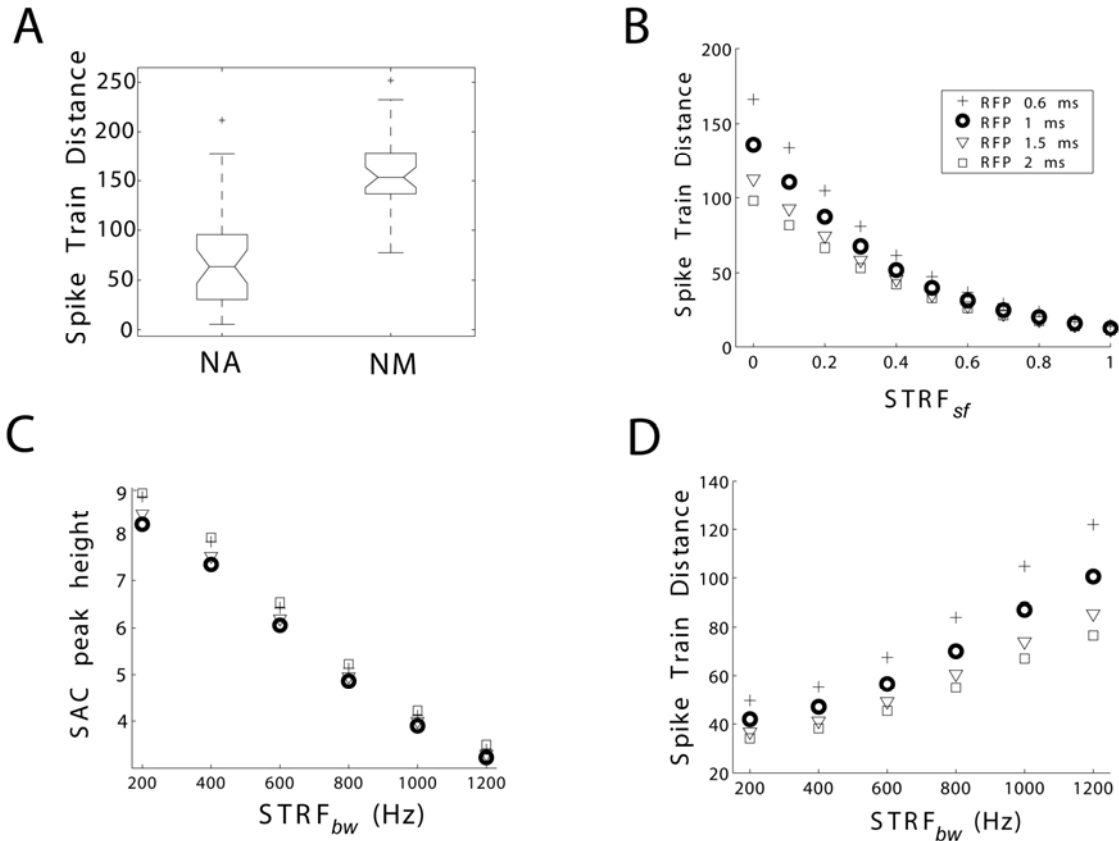 A
Spike Train Distance
250
200
150
100
50
0
NA NM
B
Spike Train Distance
200
150
100
50
0
RFP 0.6 ms
RFP 1 ms
RFP 1.5 ms
RFP 2 ms
0 0.2 0.4 0.6 0.8 1
STRFsf
C
SAC peak height
9
8
7
6
5
4
200 400 600 800 1000 1200
STRFbw (Hz)
D
Spike Train Distance
140
120
100
80
60
40
20
200 400 600 800 1000 1200
STRFbw (Hz)